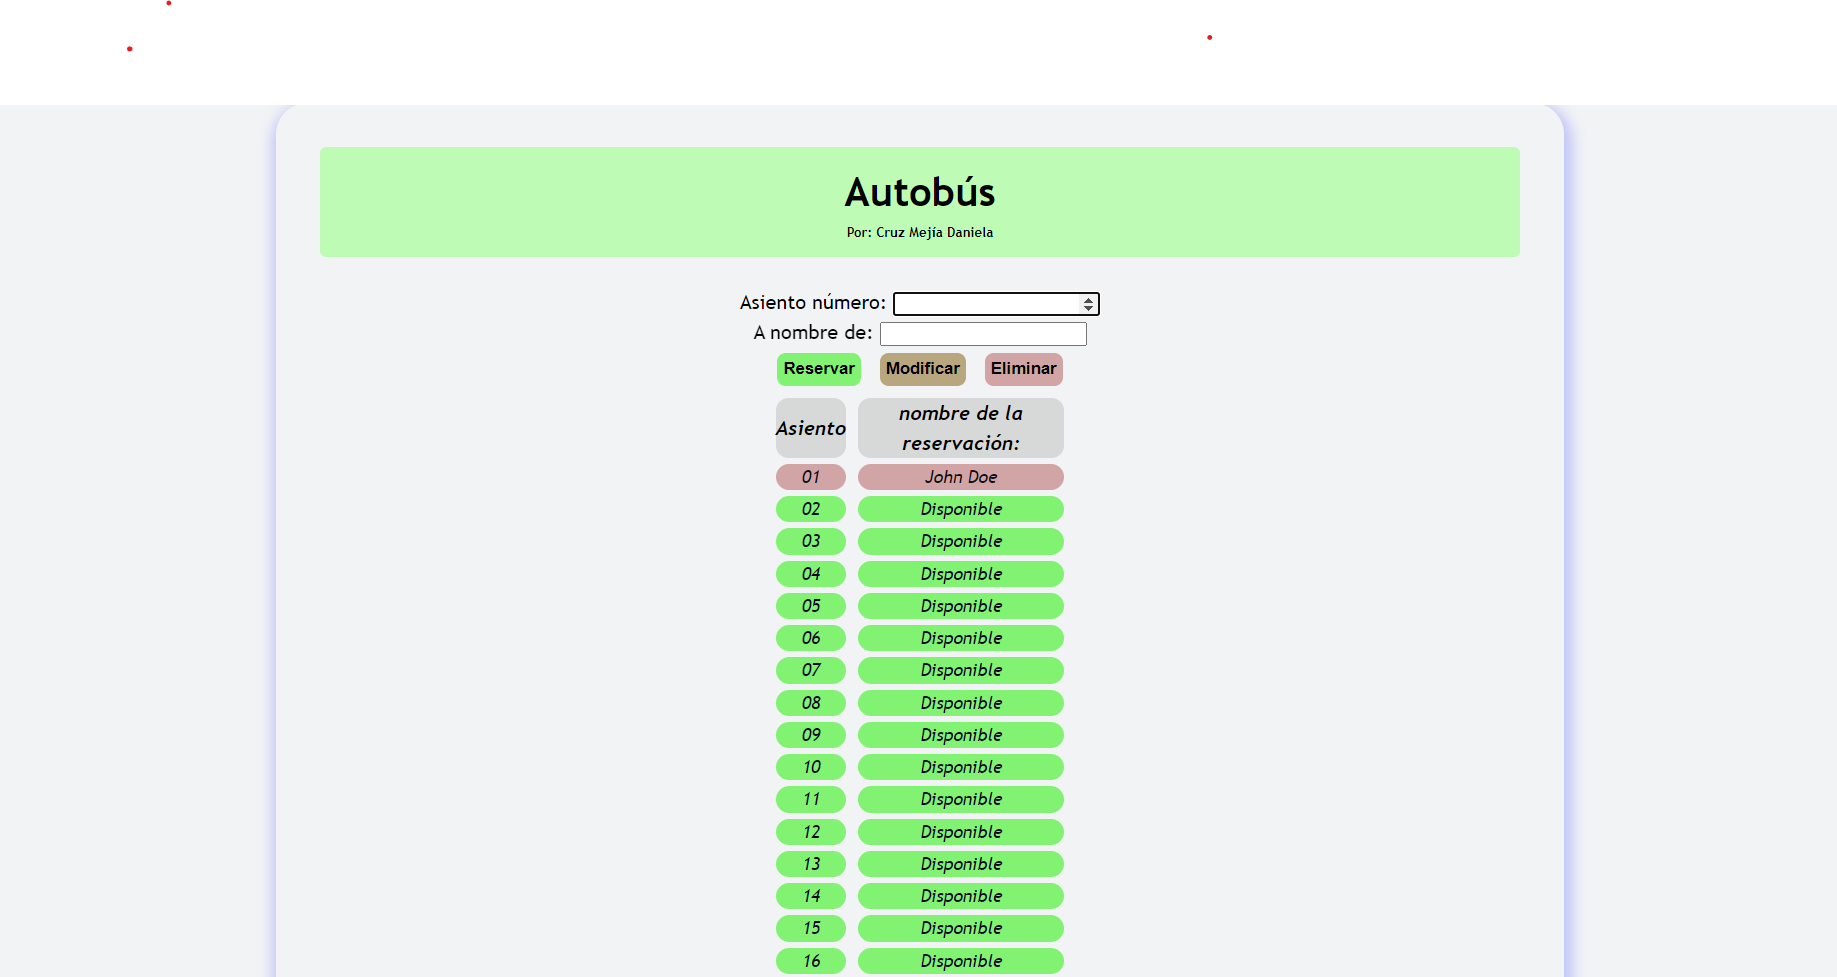 Autobús
Por: Cruz Mejía Daniela
Asiento número:
A nombre de:
Reservar Modificar Eliminar
Asiento nombre de la
reservación:
01 John Doe
02 Disponible
03 Disponible
04 Disponible
05 Disponible
06 Disponible
07 Disponible
08 Disponible
09 Disponible
10 Disponible
11 Disponible
12 Disponible
13 Disponible
14 Disponible
15 Disponible
16 Disponible